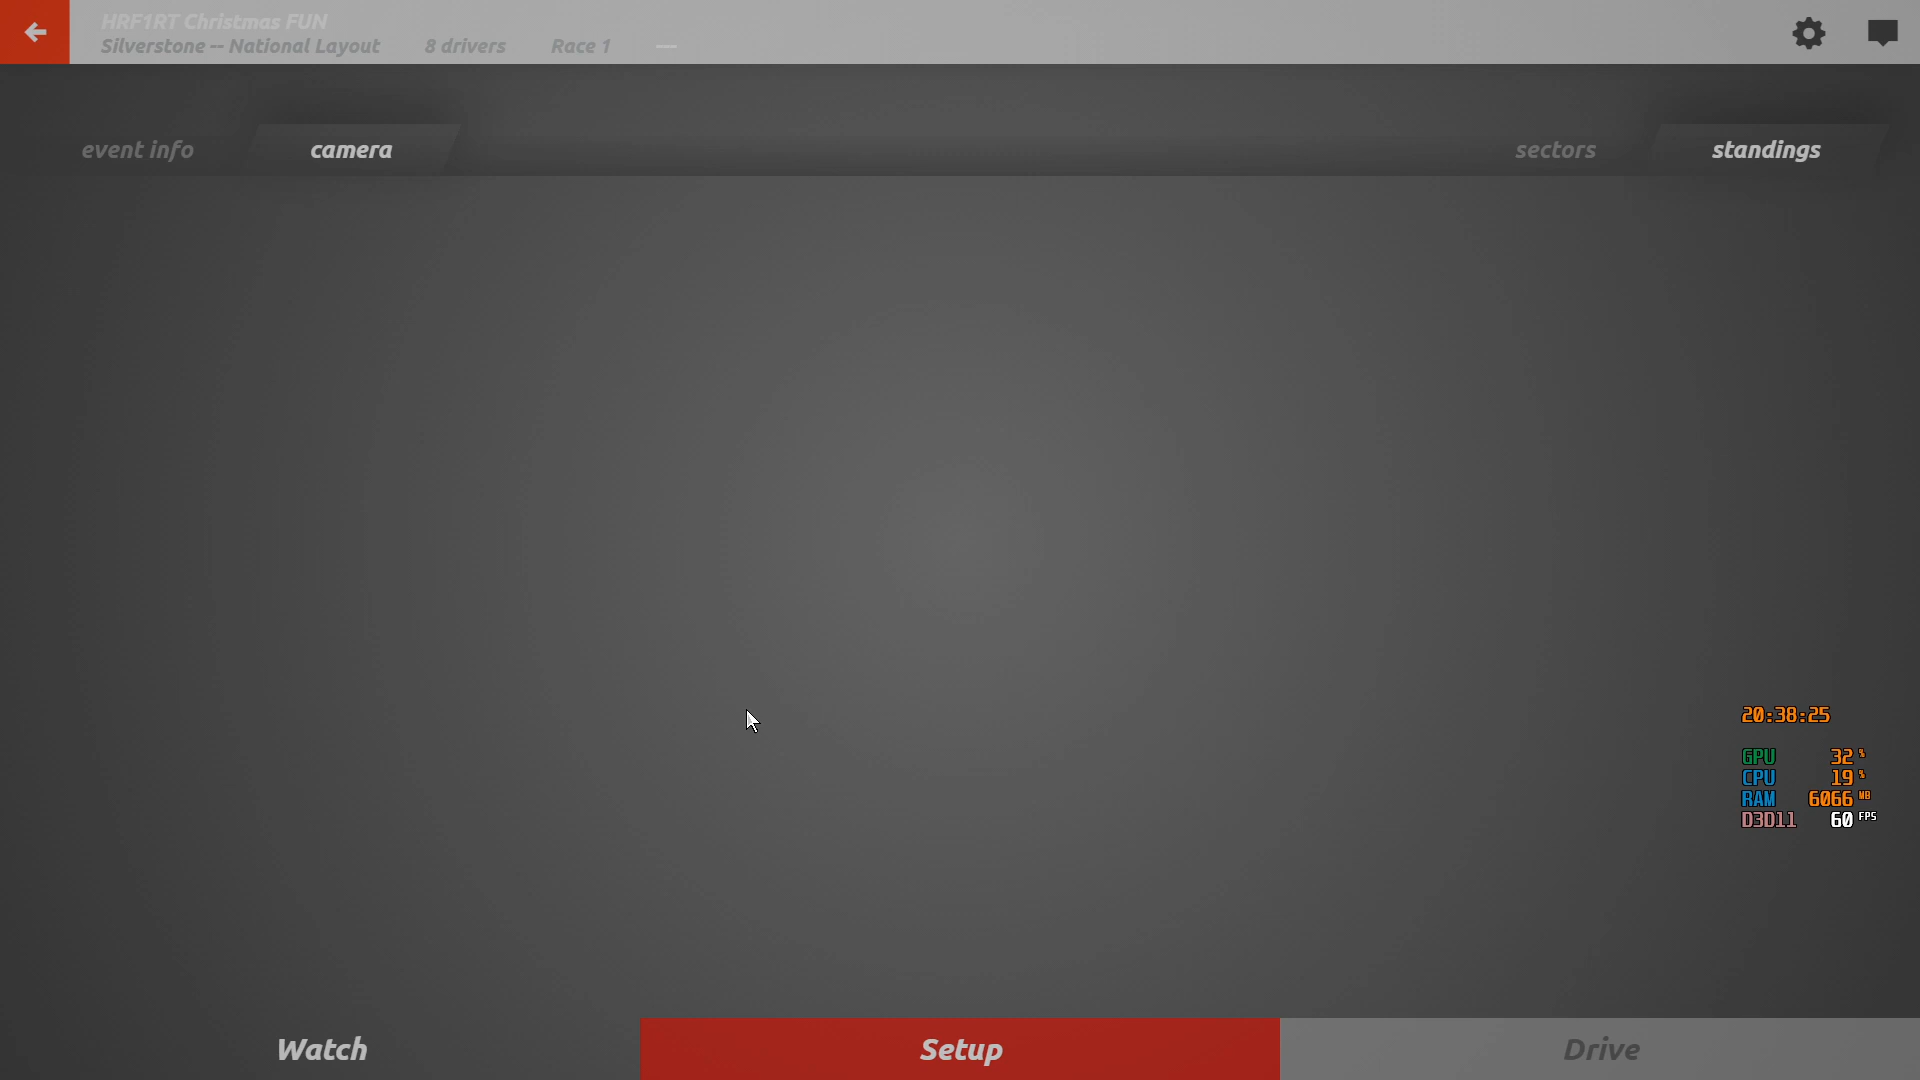 HRF1RT Christmas FUN
Silverstone -- National Layout 8 drivers Race 1 —
event info camera sectors standings
20:38:25
GPU 32 %
CPU 19 %
RAM 6066 MB
D3D11 60 FPS
Watch Setup Drive